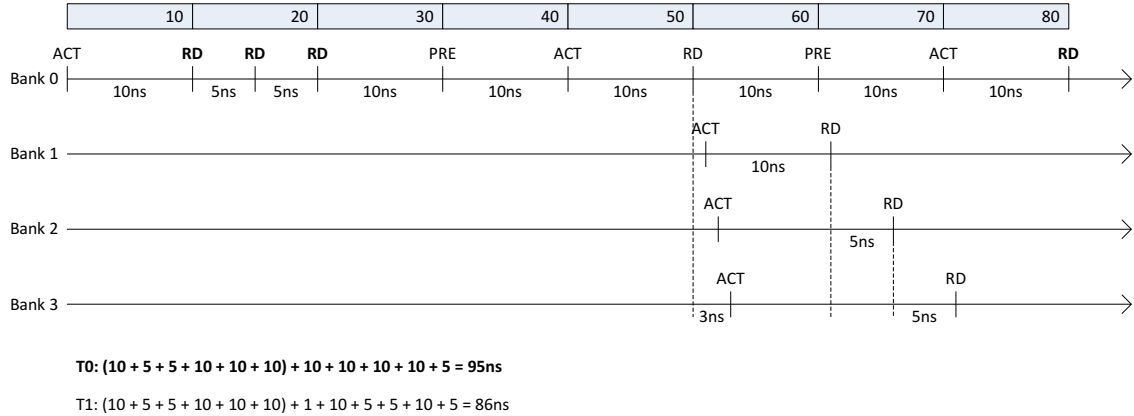 10 20 30 40 50 60 70 80
ACT RD RD RD PRE ACT RD PRE ACT RD
Bank 0
10ns 5ns 5ns 10ns 10ns 10ns 10ns 10ns 10ns
ACT RD
Bank 1
10ns
ACT RD
Bank 2
5ns
ACT RD
Bank 3
3ns 5ns
T0: (10 + 5 + 5 + 10 + 10 + 10) + 10 + 10 + 10 + 10 + 5 = 95ns
T1: (10 + 5 + 5 + 10 + 10 + 10) + 1 + 10 + 5 + 5 + 10 + 5 = 86ns